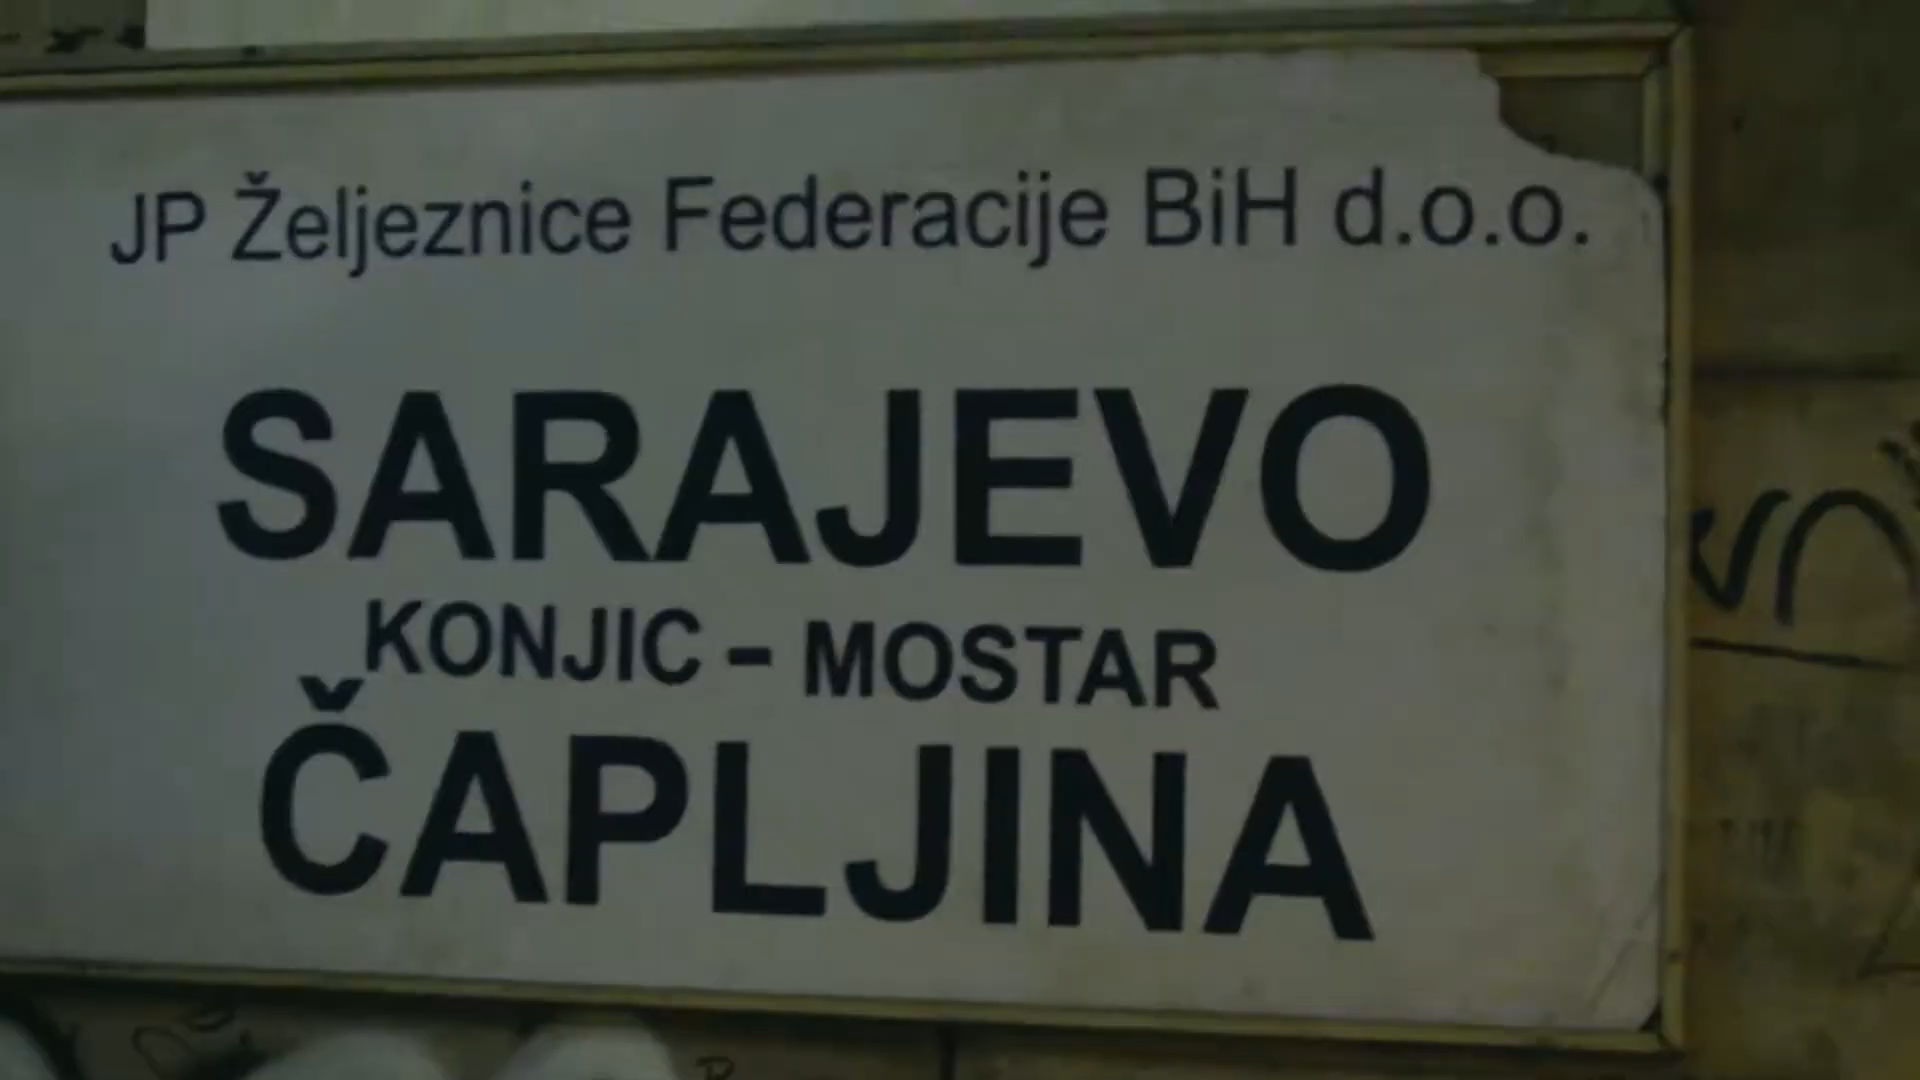 JP Željeznice Federacije BiH d.o.o.
SARAJEVO
KONJIC - MOSTAR
ČAPLJINA